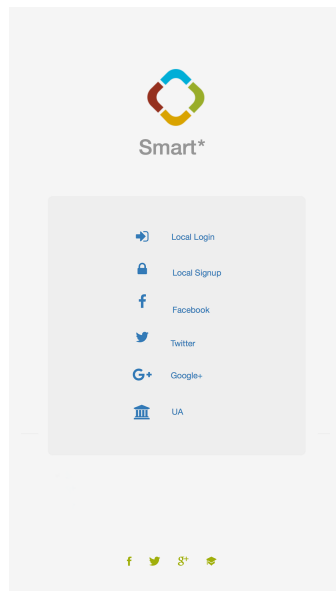 Smart*
Local Login
Local Signup
Facebook
Twitter
Google+
UA